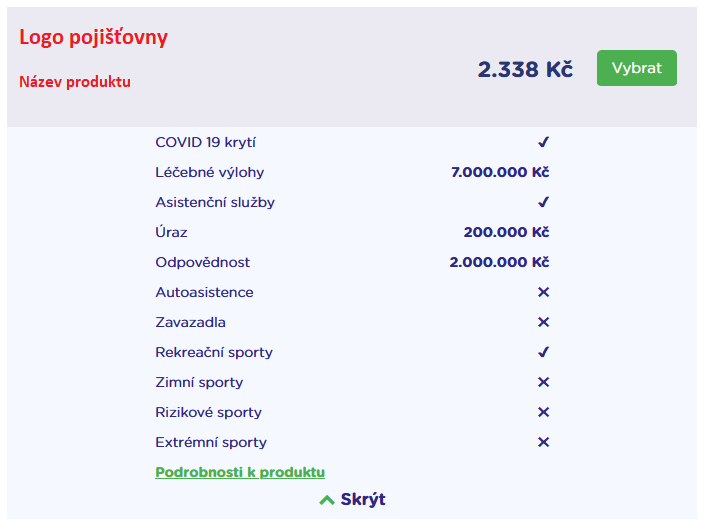 Logo pojišťovny
Název produktu
2.338 Kč
Vybrat
COVID 19 krytí ✔
Léčebné výlohy 7.000.000 Kč
Asistenční služby ✔
Úraz 200.000 Kč
Odpovědnost 2.000.000 Kč
Autoasistence ✕
Zavazadla ✕
Rekreační sporty ✔
Zimní sporty ✕
Rizikové sporty ✕
Extrémní sporty ✕
Podrobnosti k produktu
Skrýt